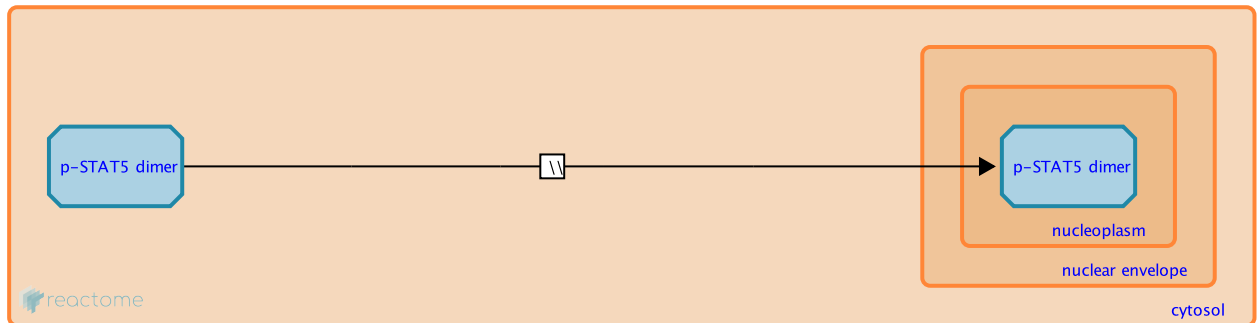 p-STAT5 dimer
\\
p-STAT5 dimer
nucleoplasm
nuclear envelope
reactome
cytosol